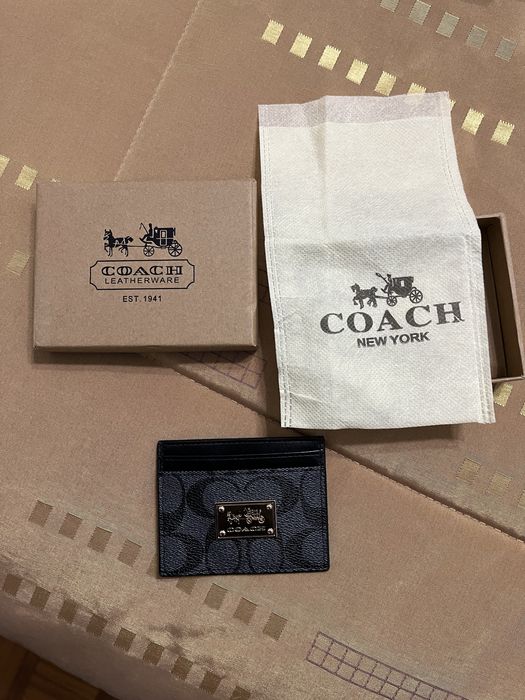 COACH
LEATHERWARE
EST. 1941
COACH
NEW YORK
COACH